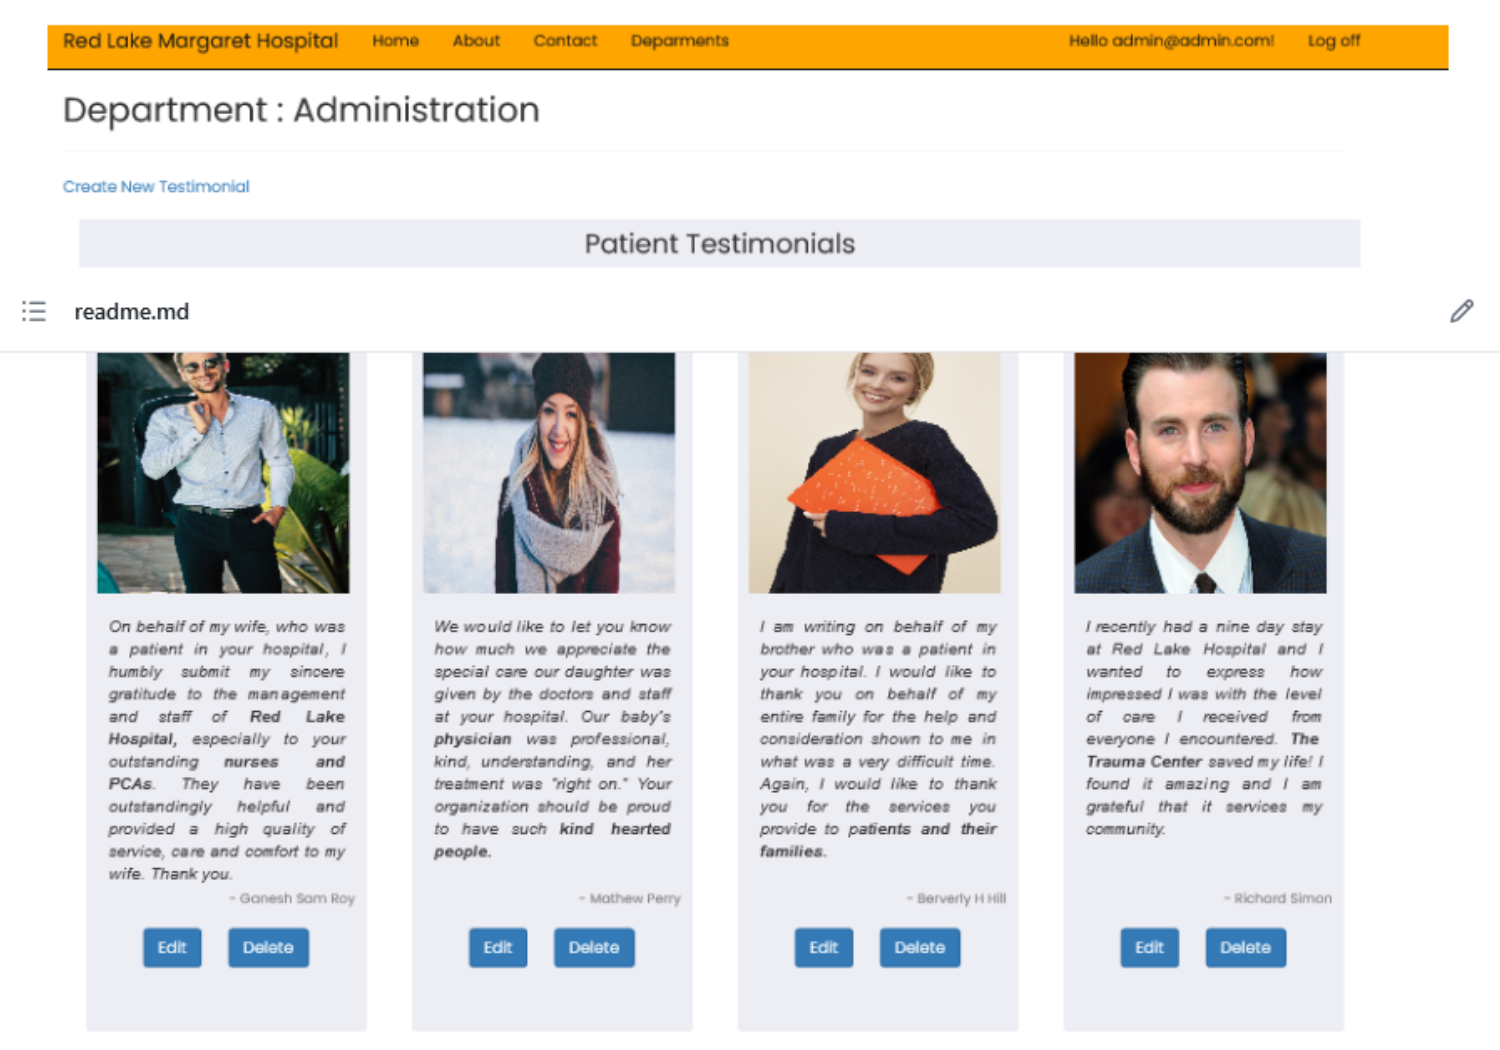 Red Lake Margaret Hospital Home About Contact Deparments Hello admin@admin.com! Log off
Department : Administration
Create New Testimonial
Patient Testimonials
readme.md
On behalf of my wife, who was
a patient in your hospital, I
humbly submit my sincere
gratitude to the management
and staff of Red Lake
Hospital, especially to your
outstanding nurses and
PCAs. They have been
outstandingly helpful and
provided a high quality of
service, care and comfort to my
wife. Thank you.
- Ganesh Sam Roy
Edit Delete
We would like to let you know
how much we appreciate the
special care our daughter was
given by the doctors and staff
at your hospital. Our baby's
physician was professional,
kind, understanding, and her
treatment was "right on." Your
organization should be proud
to have such kind hearted
people.
- Mathew Perry
Edit Delete
I am writing on behalf of my
brother who was a patient in
your hospital. I would like to
thank you on behalf of my
entire family for the help and
consideration shown to me in
what was a very difficult time.
Again, I would like to thank
you for the services you
provide to patients and their
families.
- Berverly H Hill
Edit Delete
I recently had a nine day stay
at Red Lake Hospital and I
wanted to express how
impressed I was with the level
of care I received from
everyone I encountered. The
Trauma Center saved my life! I
found it amazing and I am
grateful that it services my
community.
- Richard Simon
Edit Delete